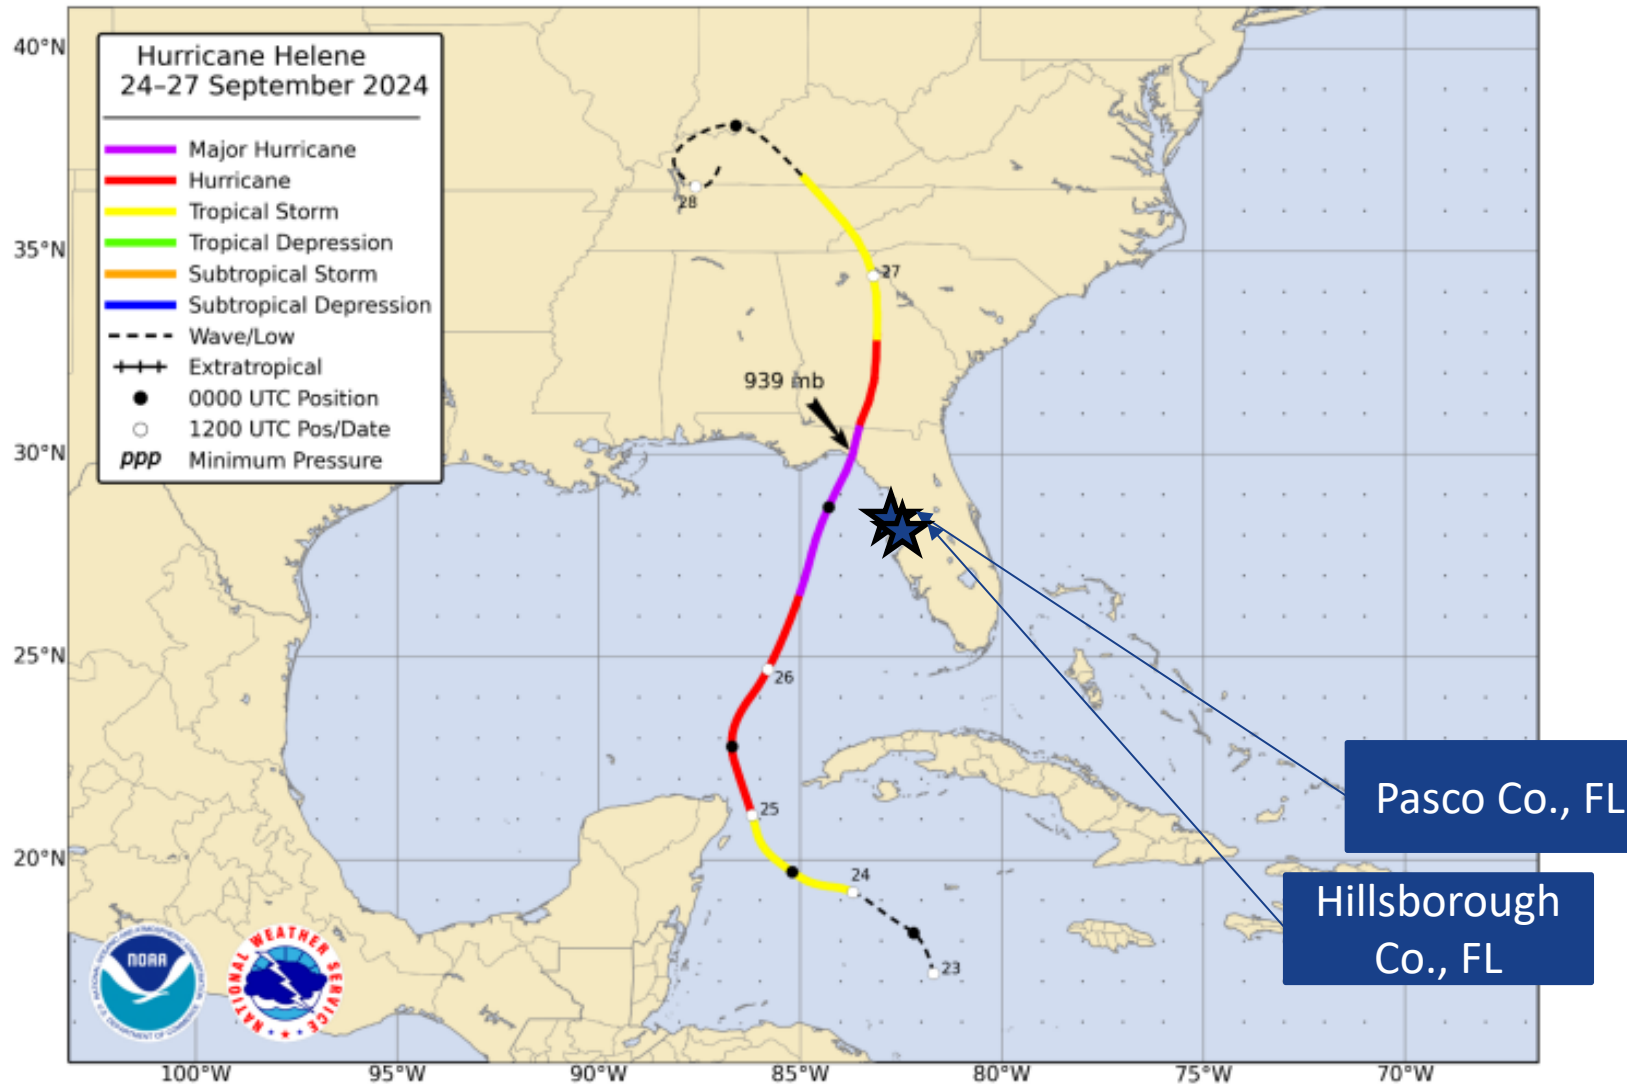 Hurricane Helene
24–27 September 2024
Major Hurricane
Hurricane
Tropical Storm
Tropical Depression
Subtropical Storm
Subtropical Depression
Wave/Low
Extratropical
0000 UTC Position
1200 UTC Pos/Date
ppp Minimum Pressure
40°N
35°N
30°N
25°N
20°N
28
27
939 mb
26
25
24
23
Pasco Co., FL
Hillsborough
Co., FL
NOAA
NATIONAL WEATHER SERVICE
100°W
95°W
90°W
85°W
80°W
75°W
70°W